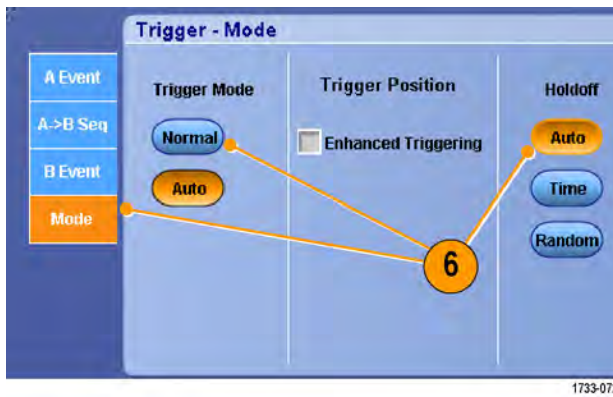 Trigger - Mode
A Event
A->B Seq
B Event
Mode
Trigger Mode
Normal
Auto
Trigger Position
Enhanced Triggering
Holdoff
Auto
Time
Random
6